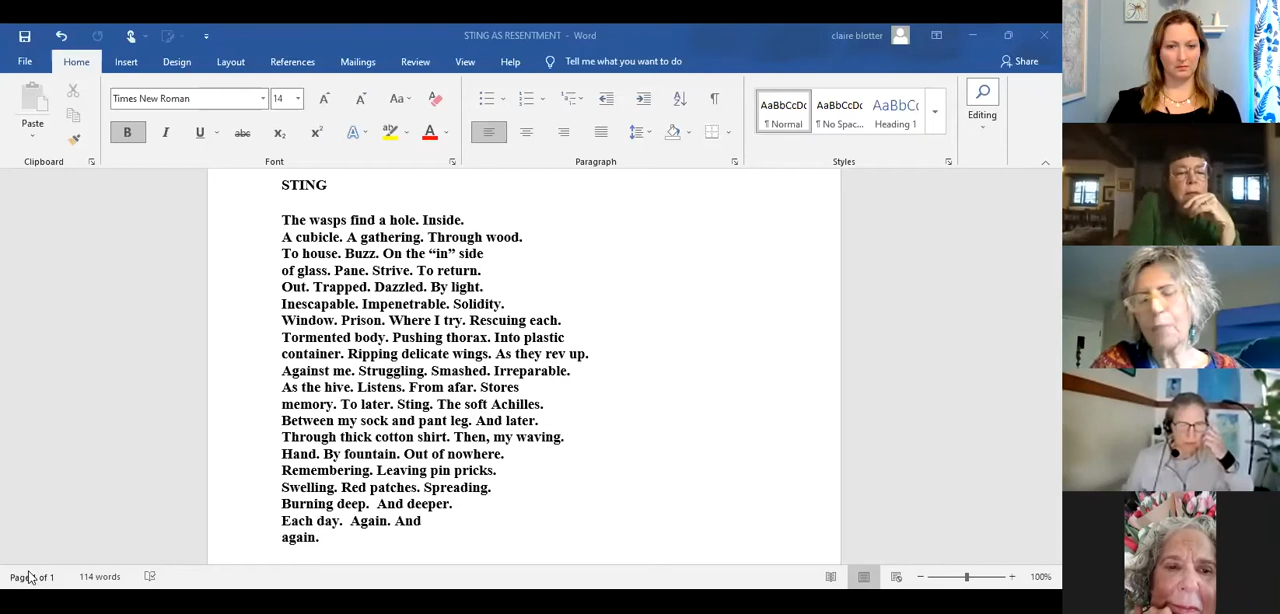 STING AS RESENTMENT - Word
claire blotter
File Home Insert Design Layout References Mailings Review View Help Tell me what you want to do Share
Paste
Clipboard
Times New Roman 14
Font
Paragraph
AaBbCcDc AaBbCcDc AaBbCc
¶ Normal ¶ No Spac... Heading 1
Styles
Editing
STING
The wasps find a hole. Inside.
A cubicle. A gathering. Through wood.
To house. Buzz. On the “in” side
of glass. Pane. Strive. To return.
Out. Trapped. Dazzled. By light.
Inescapable. Impenetrable. Solidity.
Window. Prison. Where I try. Rescuing each.
Tormented body. Pushing thorax. Into plastic
container. Ripping delicate wings. As they rev up.
Against me. Struggling. Smashed. Irreparable.
As the hive. Listens. From afar. Stores
memory. To later. Sting. The soft Achilles.
Between my sock and pant leg. And later.
Through thick cotton shirt. Then, my waving.
Hand. By fountain. Out of nowhere.
Remembering. Leaving pin pricks.
Swelling. Red patches. Spreading.
Burning deep.  And deeper.
Each day.  Again. And
again.
Page of 1 114 words
100%